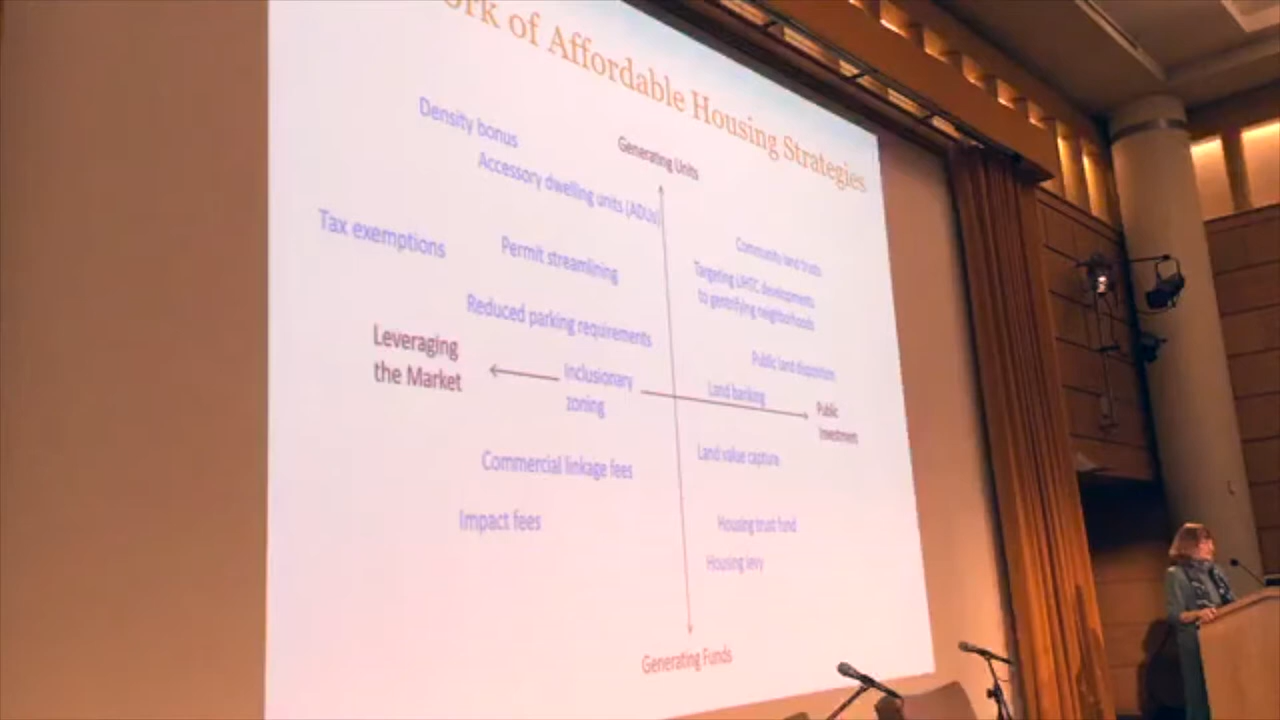 ork of Affordable Housing Strategies
Density bonus
Generating Units
Accessory dwelling units (ADUs)
Tax exemptions
Permit streamlining
Community land trusts
Targeting LIHTC developments
to gentrifying neighborhoods
Reduced parking requirements
Public land disposition
Leveraging
the Market
Inclusionary
zoning
Land banking
Public
Investment
Commercial linkage fees
Land value capture
Impact fees
Housing trust fund
Housing levy
Generating Funds